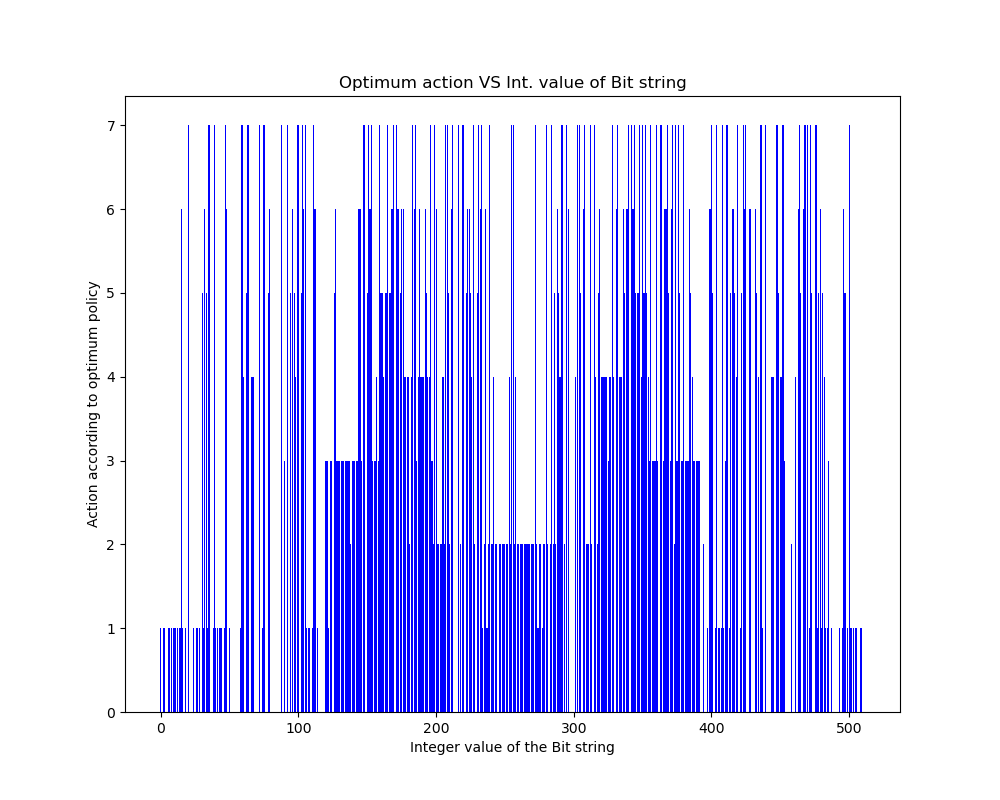 Optimum action VS Int. value of Bit string
Action according to optimum policy
7
6
5
4
3
2
1
0
0 100 200 300 400 500
Integer value of the Bit string